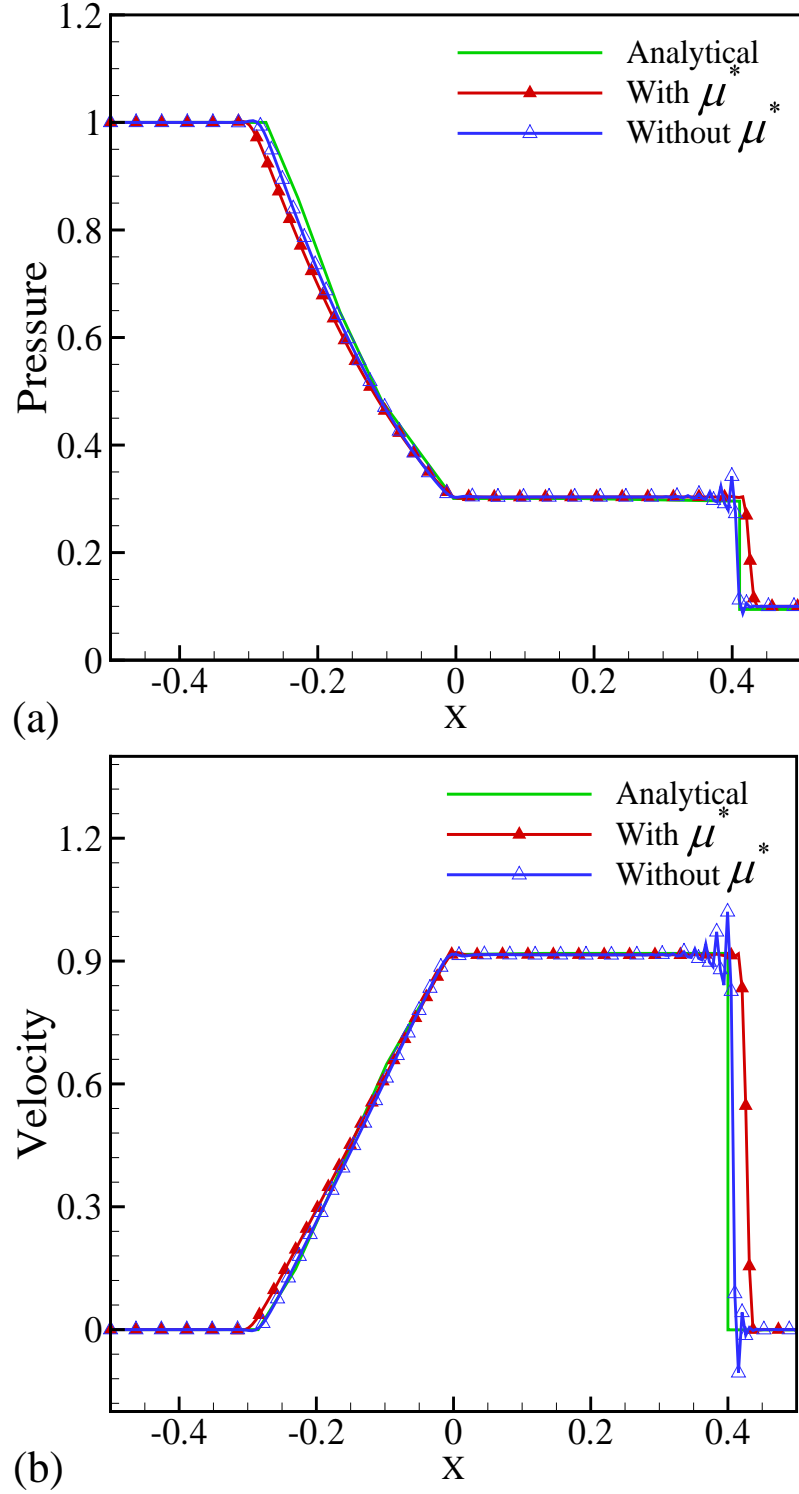 1.2
1
0.8
0.6
0.4
0.2
0
Pressure
Analytical
With μ*
Without μ*
-0.4 -0.2 0 0.2 0.4
X
(a)
1.2
0.9
0.6
0.3
0
Velocity
Analytical
With μ*
Without μ*
-0.4 -0.2 0 0.2 0.4
X
(b)